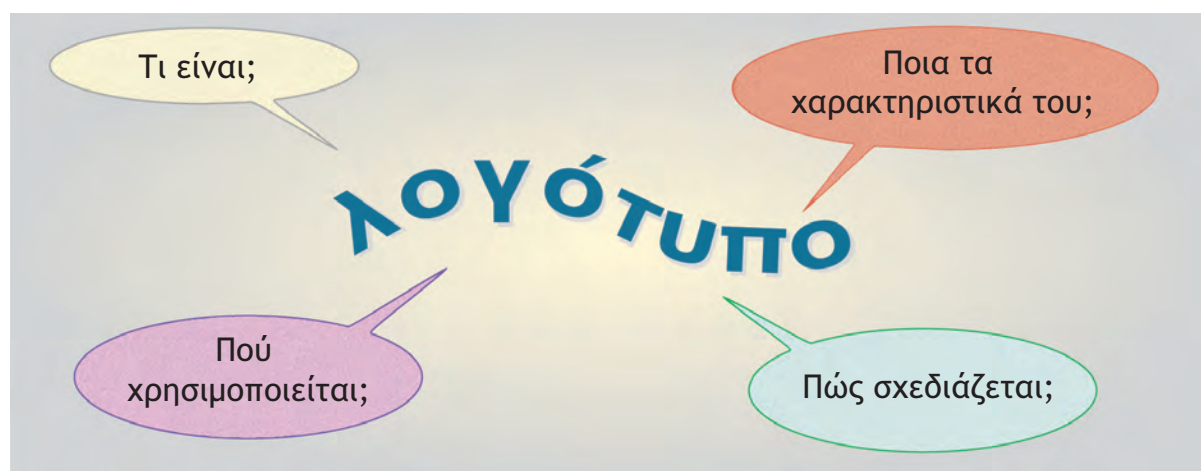 Τι είναι;
Ποια τα
χαρακτηριστικά του;
λογότυπο
Πού
χρησιμοποιείται;
Πώς σχεδιάζεται;